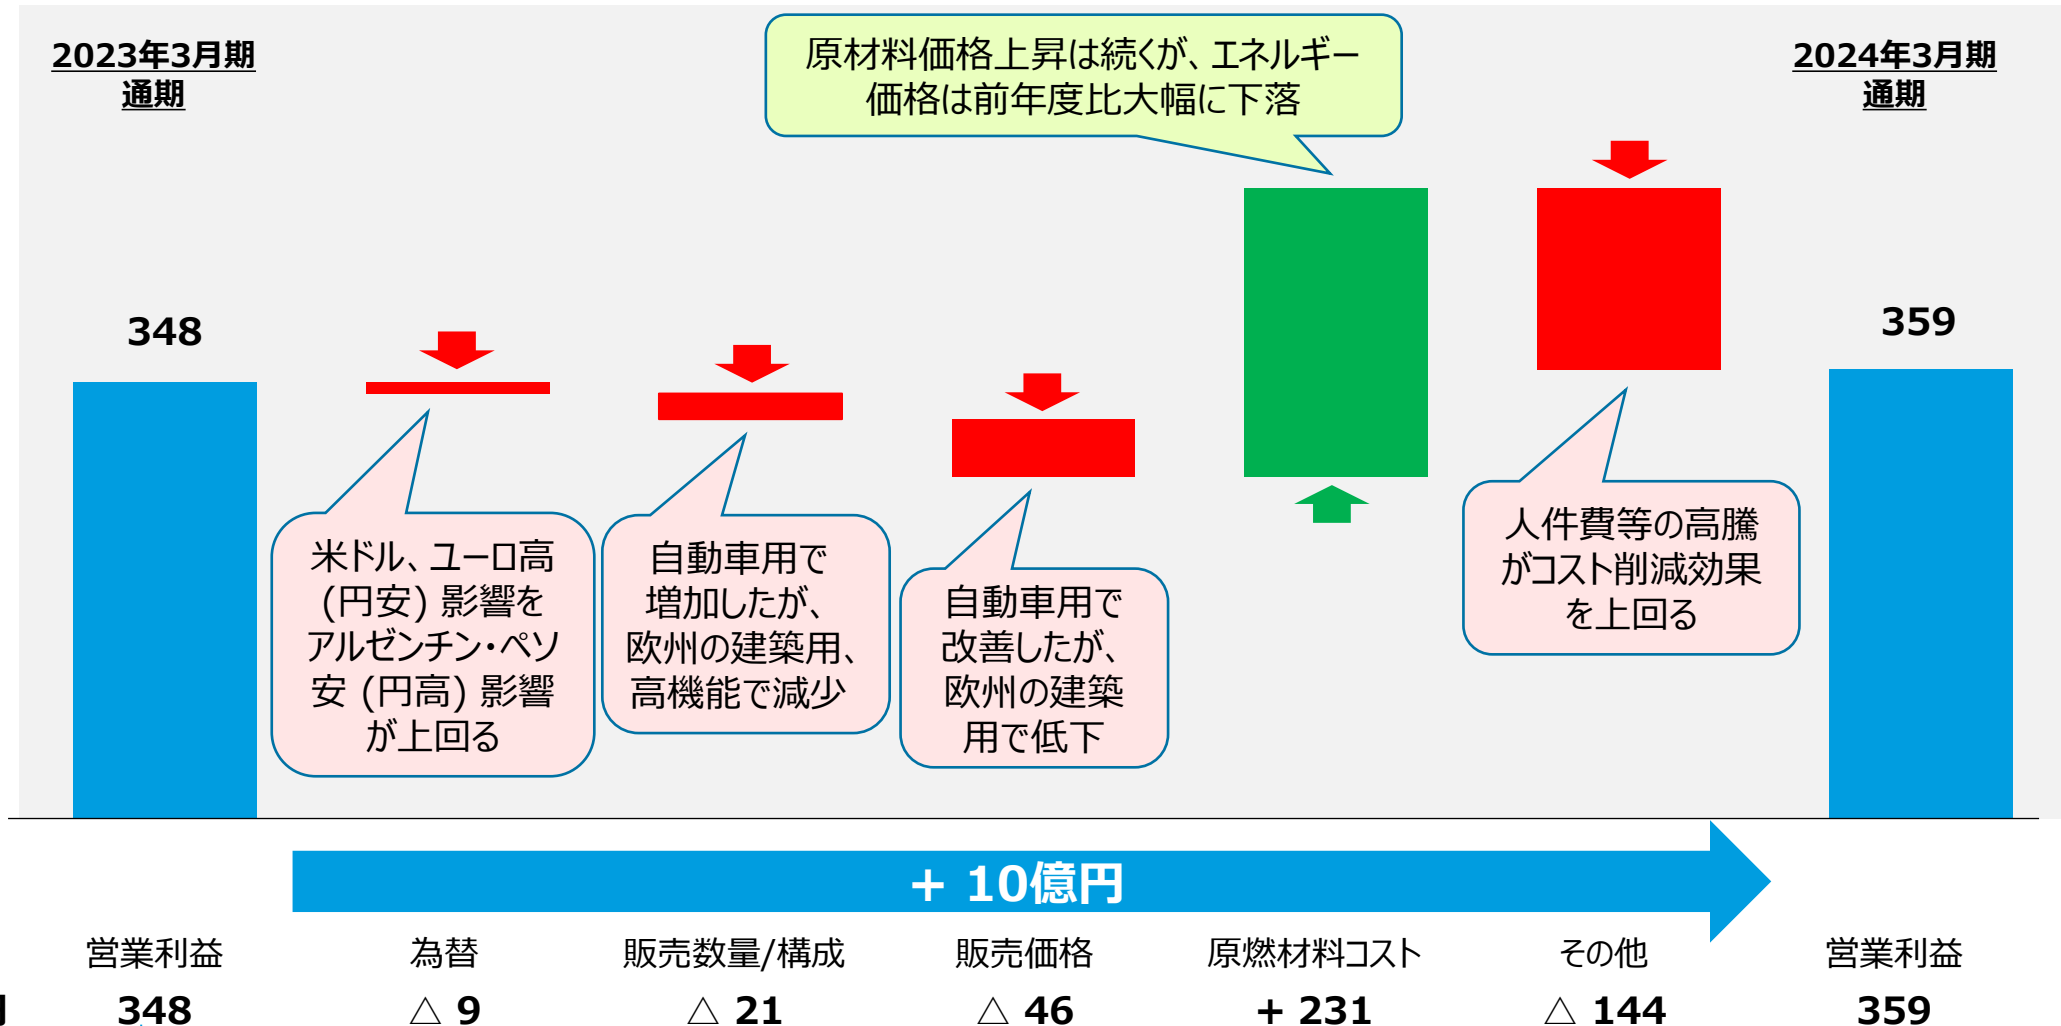 2023年3月期
通期
原材料価格上昇は続くが、エネルギー
価格は前年度比大幅に下落
2024年3月期
通期
348
359
米ドル、ユーロ高
(円安) 影響を
アルゼンチン・ペソ
安 (円高) 影響
が上回る
自動車用で
増加したが、
欧州の建築用、
高機能で減少
自動車用で
改善したが、
欧州の建築
用で低下
人件費等の高騰
がコスト削減効果
を上回る
+ 10億円
営業利益 為替 販売数量/構成 販売価格 原燃材料コスト その他 営業利益
348 △ 9 △ 21 △ 46 + 231 △ 144 359